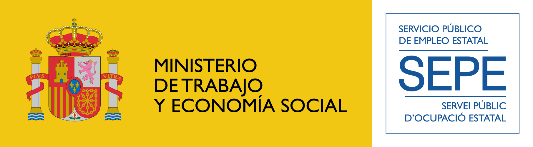 MINISTERIO
DE TRABAJO
Y ECONOMÍA SOCIAL
SERVICIO PÚBLICO
DE EMPLEO ESTATAL
SEPE
SERVEI PÚBLIC
D'OCUPACIÓ ESTATAL